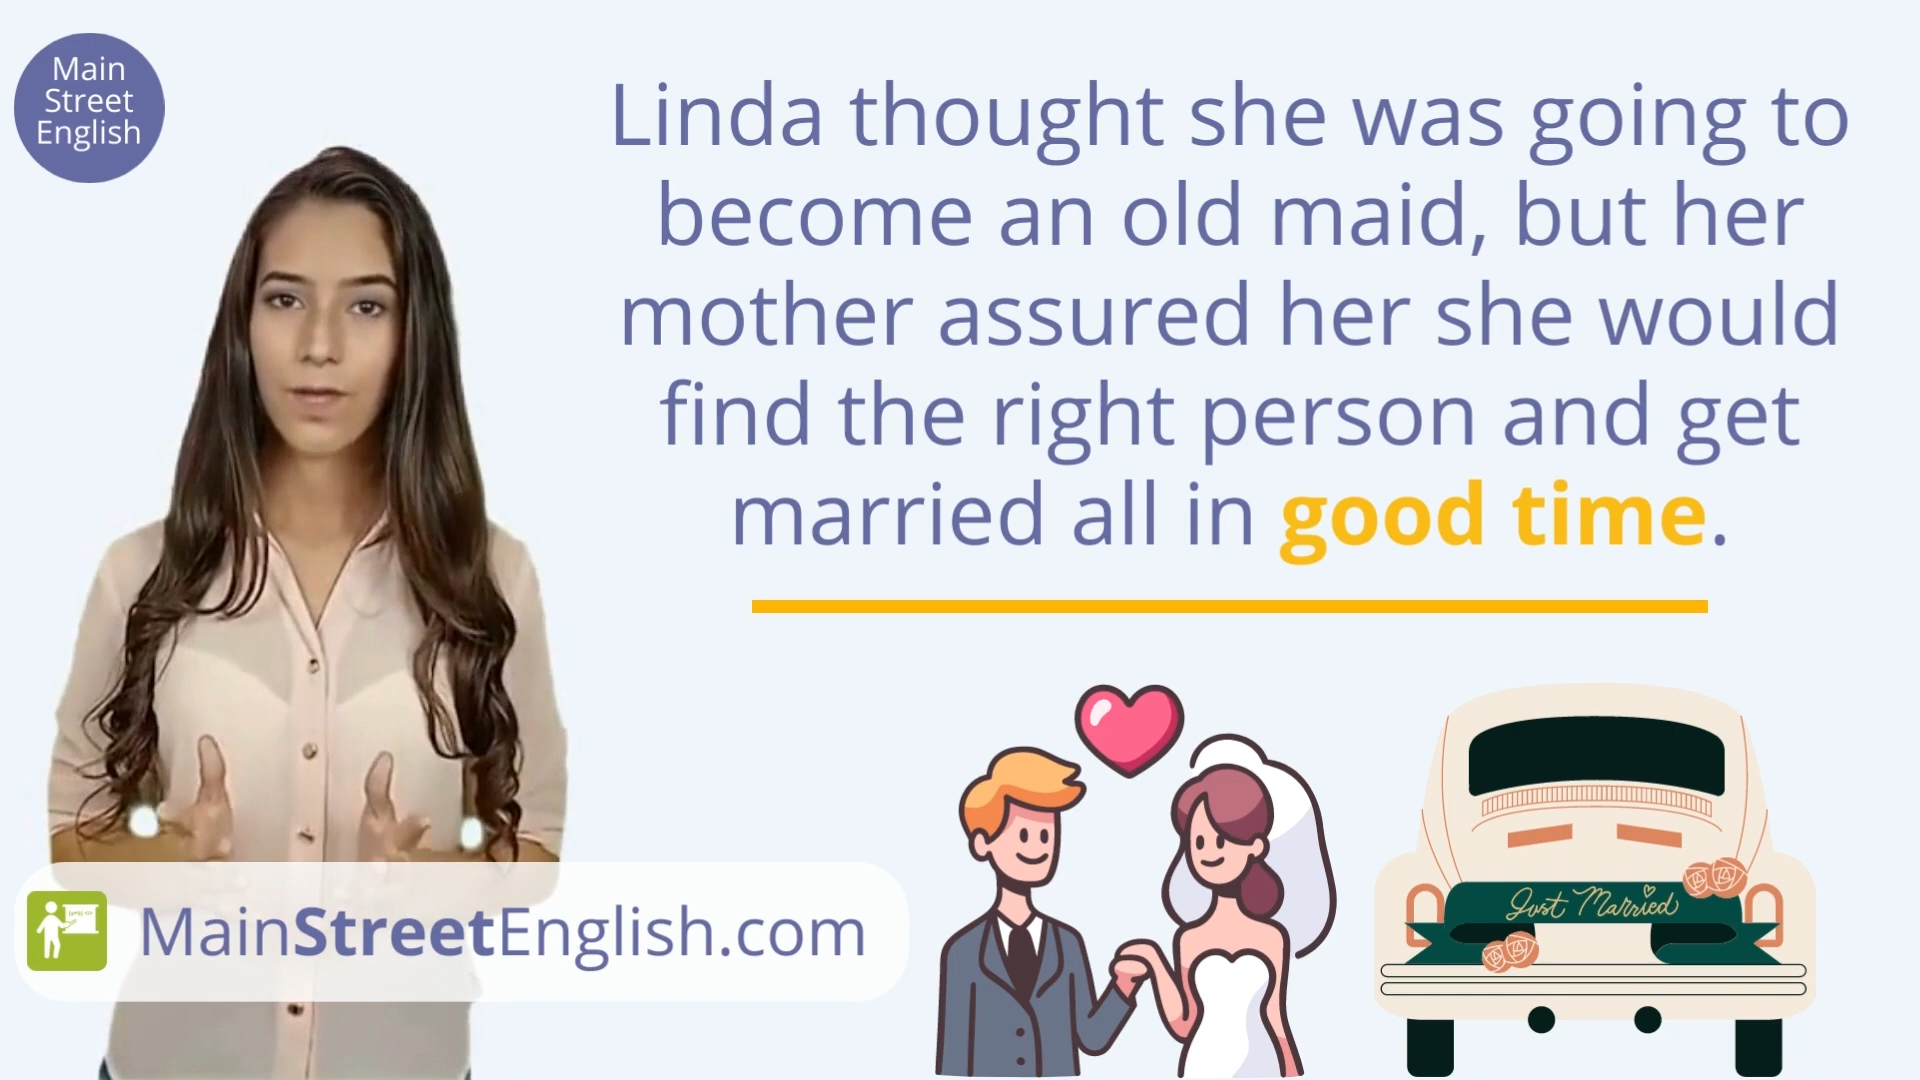 Main
Street
English
Linda thought she was going to
become an old maid, but her
mother assured her she would
find the right person and get
married all in good time.
MainStreetEnglish.com
Just Married